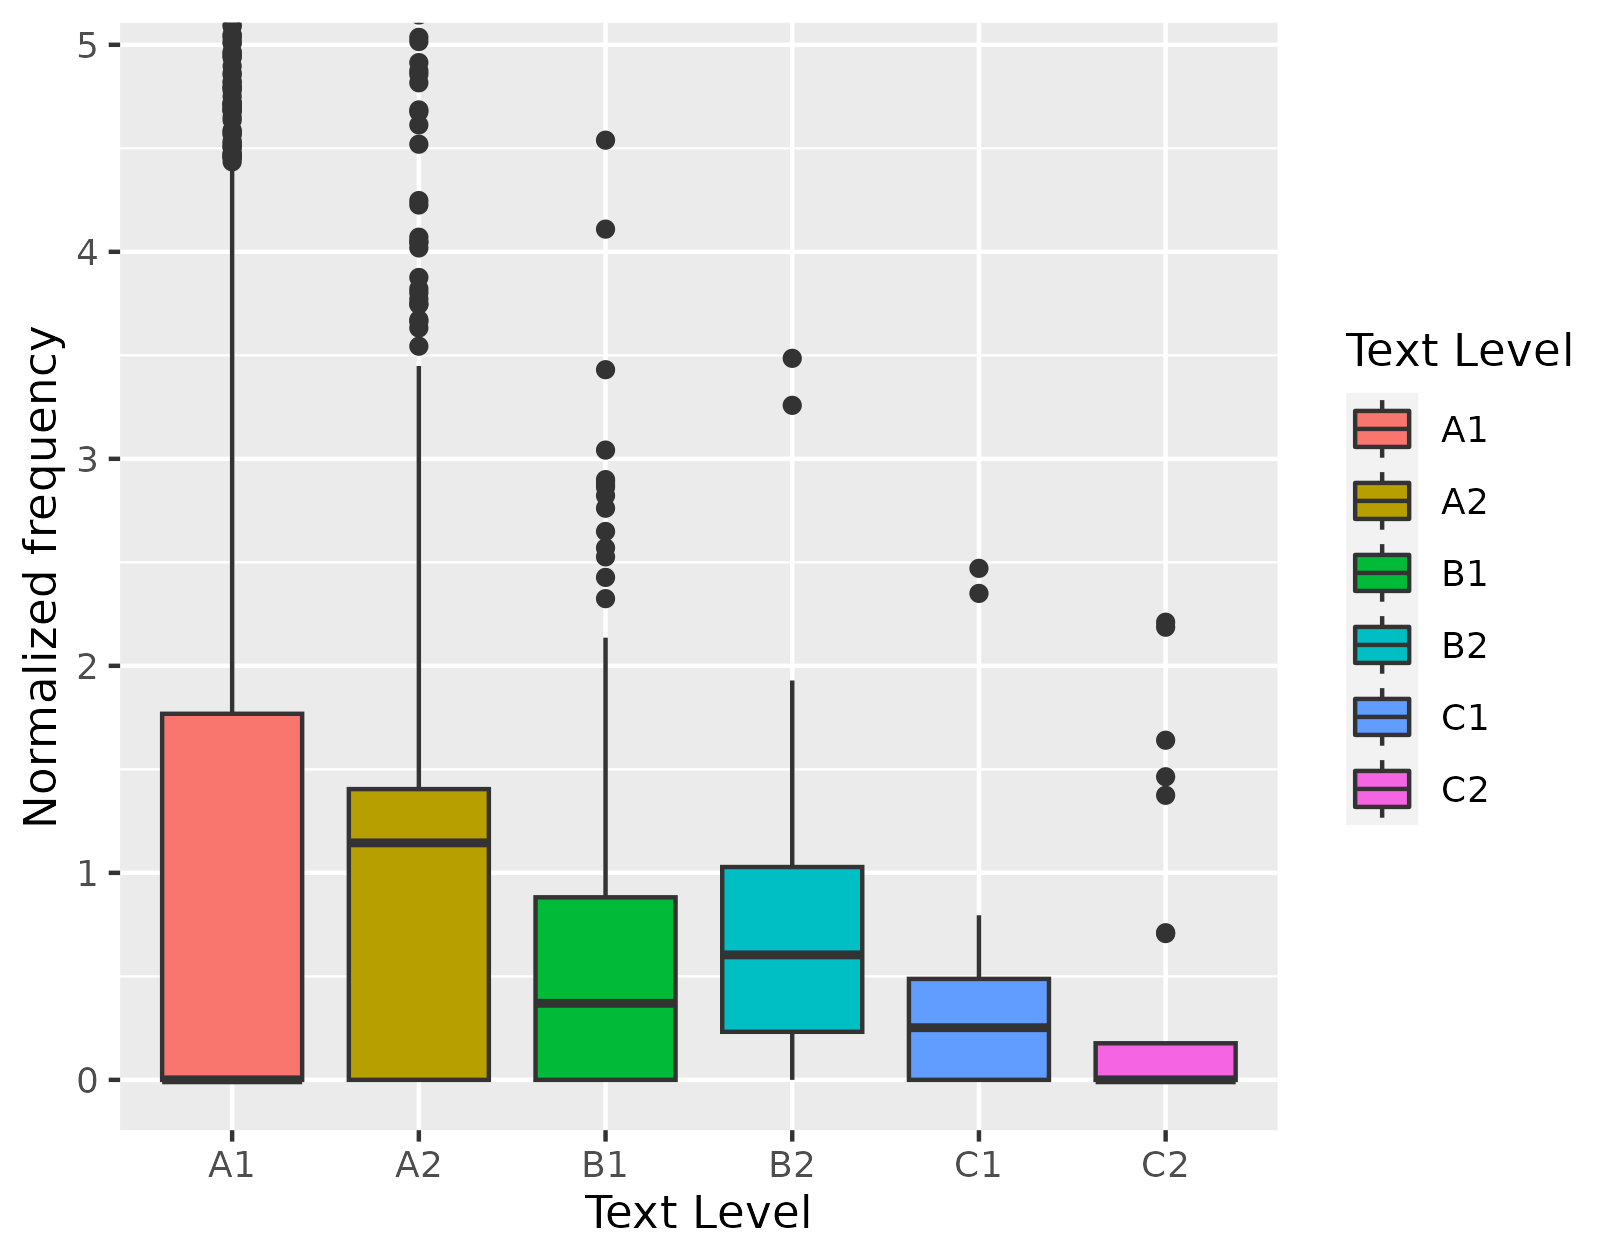 Normalized frequency
5
4
3
2
1
0
A1 A2 B1 B2 C1 C2
Text Level
Text Level
A1
A2
B1
B2
C1
C2